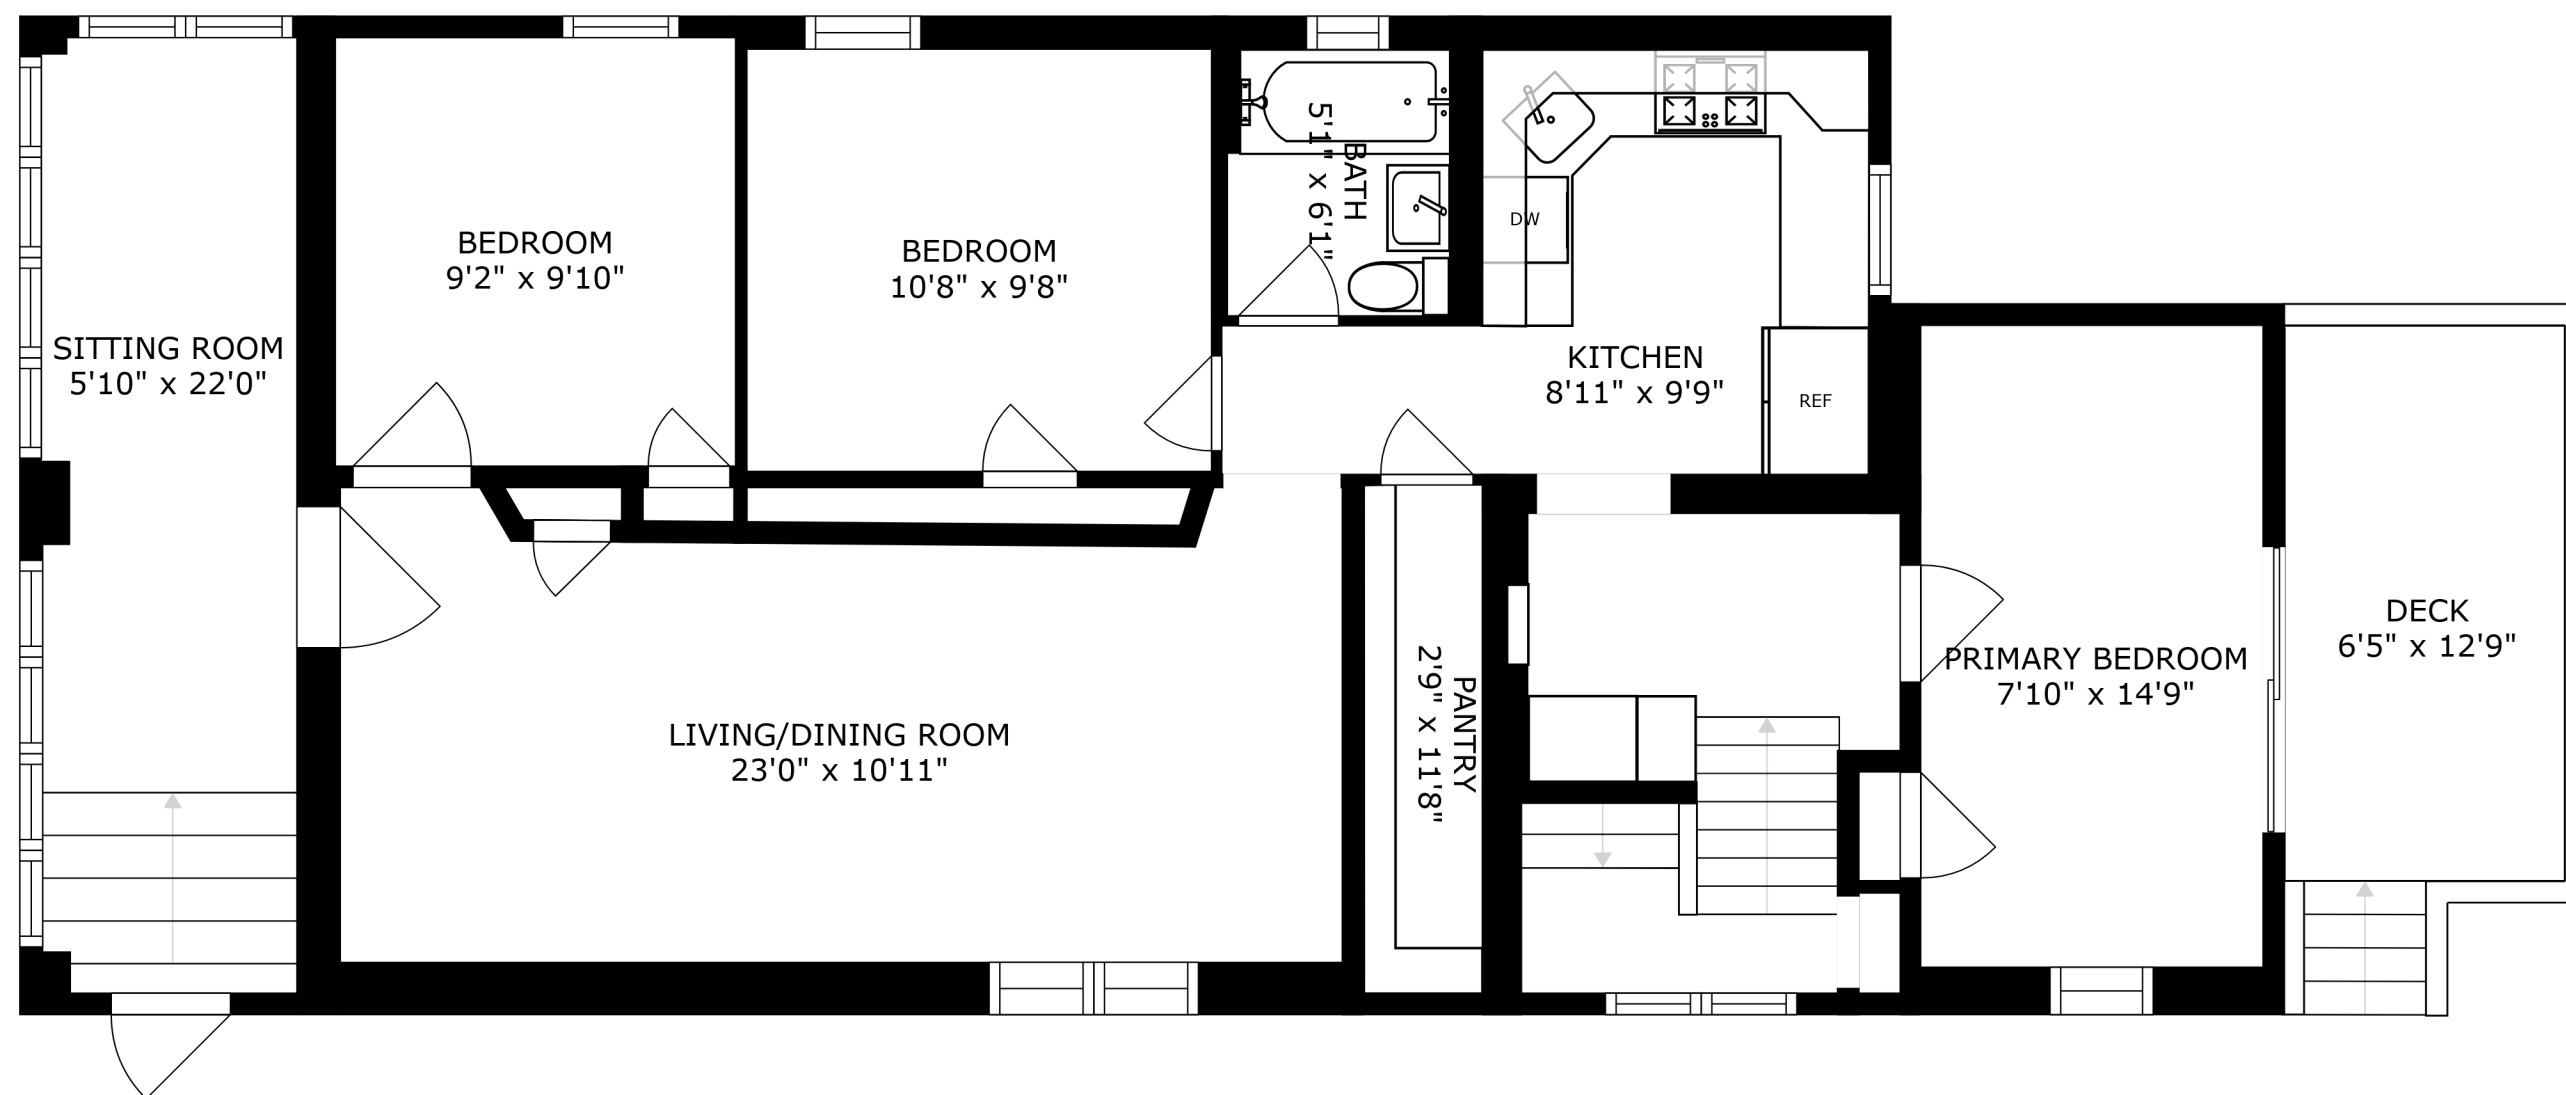 SITTING ROOM
5'10" x 22'0"
BEDROOM
9'2" x 9'10"
BEDROOM
10'8" x 9'8"
BATH
5'1" x 6'1"
DW
KITCHEN
8'11" x 9'9"
REF
LIVING/DINING ROOM
23'0" x 10'11"
PANTRY
2'9" x 11'8"
PRIMARY BEDROOM
7'10" x 14'9"
DECK
6'5" x 12'9"